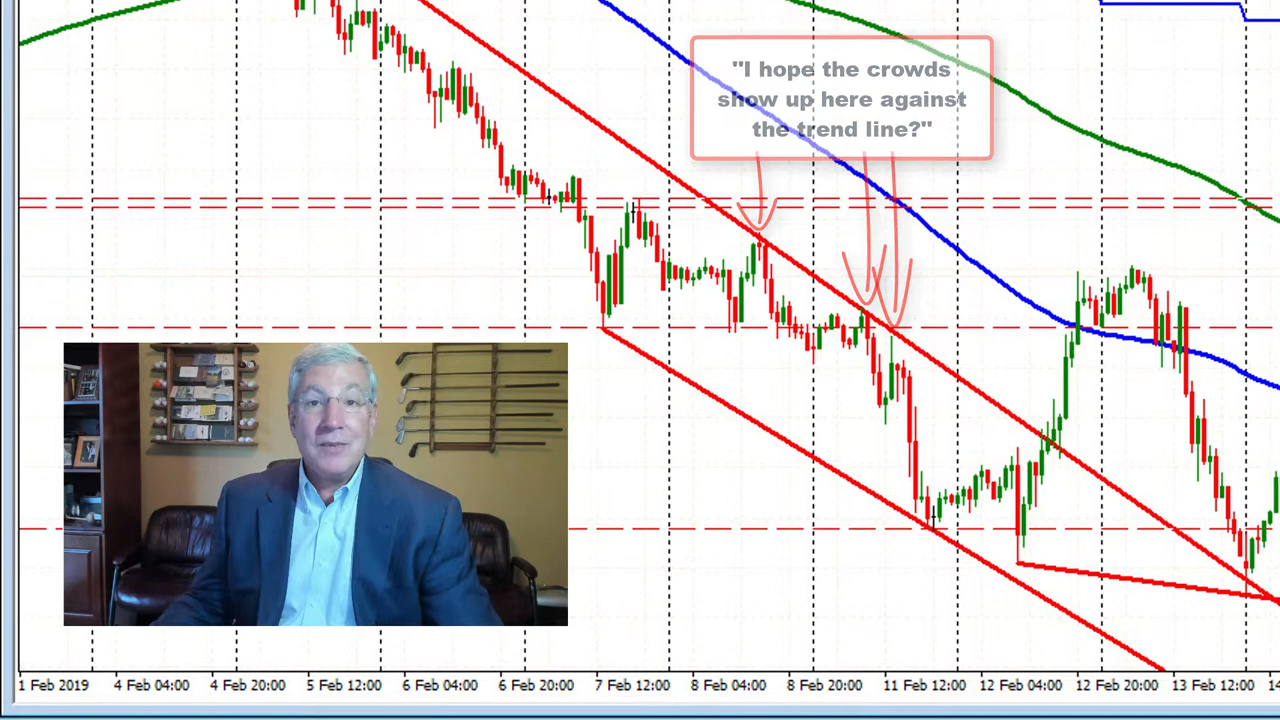 "I hope the crowds
show up here against
the trend line?"
1 Feb 2019 4 Feb 04:00 4 Feb 20:00 5 Feb 12:00 6 Feb 04:00 6 Feb 20:00 7 Feb 12:00 8 Feb 04:00 8 Feb 20:00 11 Feb 12:00 12 Feb 04:00 12 Feb 20:00 13 Feb 12:00 14